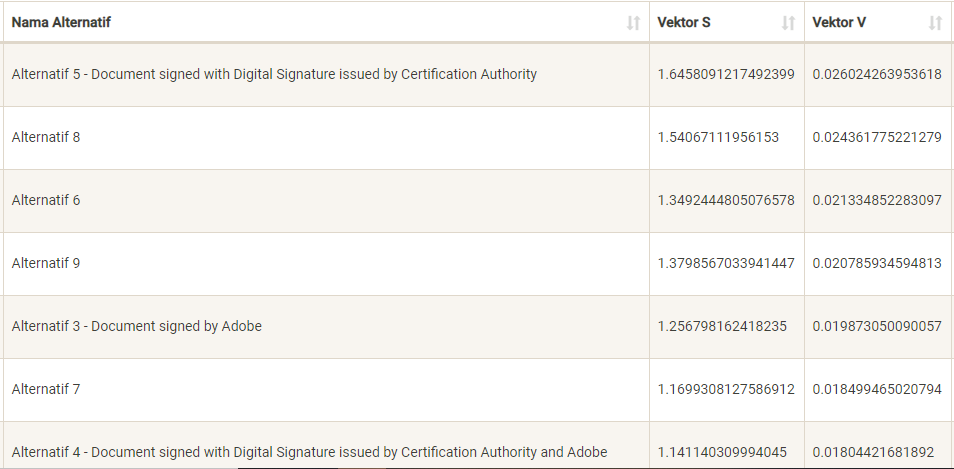 Nama Alternatif Vektor S Vektor V
Alternatif 5 - Document signed with Digital Signature issued by Certification Authority 1.6458091217492399 0.026024263953618
Alternatif 8 1.54067111956153 0.024361775221279
Alternatif 6 1.3492444805076578 0.021334852283097
Alternatif 9 1.3798567033941447 0.020785934594813
Alternatif 3 - Document signed by Adobe 1.256798162418235 0.019873050090057
Alternatif 7 1.1699308127586912 0.018499465020794
Alternatif 4 - Document signed with Digital Signature issued by Certification Authority and Adobe 1.141140309994045 0.01804421681892